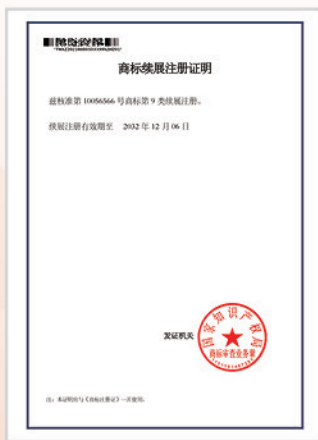 商标续展注册证明
兹核准第 10056566 号商标第 9 类续展注册。
续展注册有效期至 2032 年 12 月 06 日
发证机关
国家知识产权局
商标审查业务章
注：本证明应与《商标注册证》一并使用。